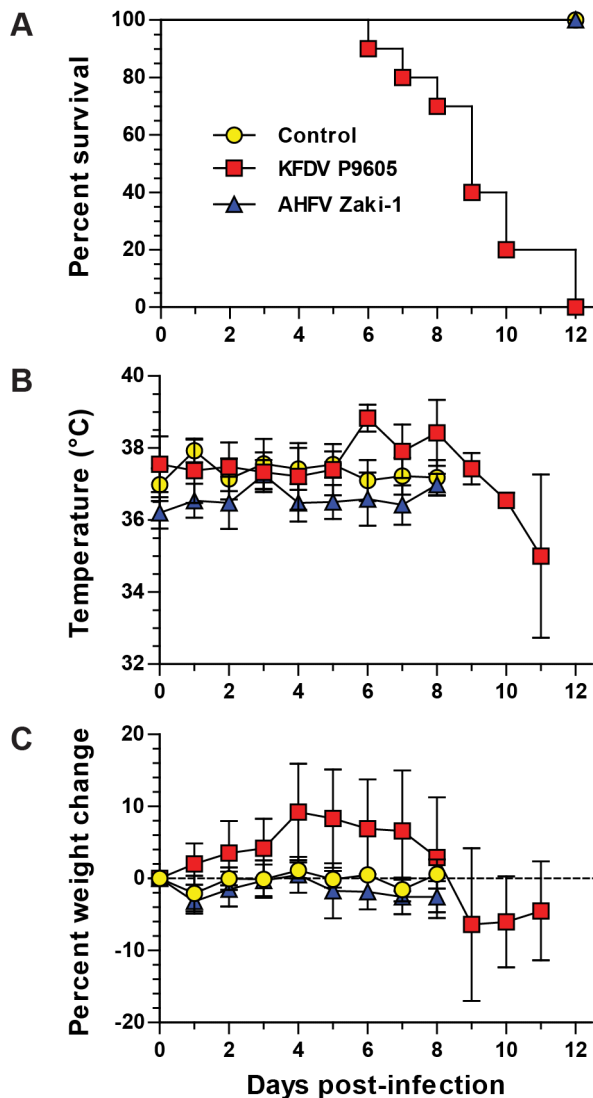 A
Percent survival
100
80
60
40
20
0
Control
KFDV P9605
AHFV Zaki-1
0 2 4 6 8 10 12
B
Temperature (°C)
40
38
36
34
32
0 2 4 6 8 10 12
C
Percent weight change
20
10
0
-10
-20
0 2 4 6 8 10 12
Days post-infection